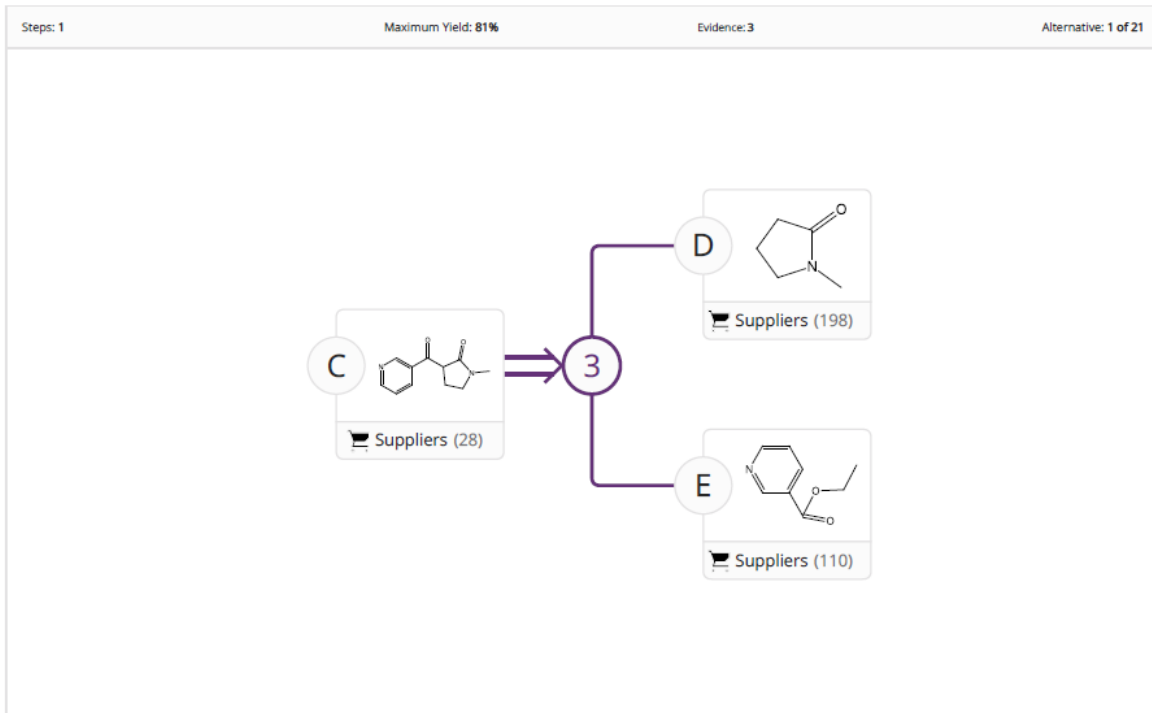 Steps: 1 Maximum Yield: 81% Evidence: 3 Alternative: 1 of 21
O
D
N
Suppliers (198)
O O
C
N N
3
Suppliers (28)
N
E
O
O
Suppliers (110)